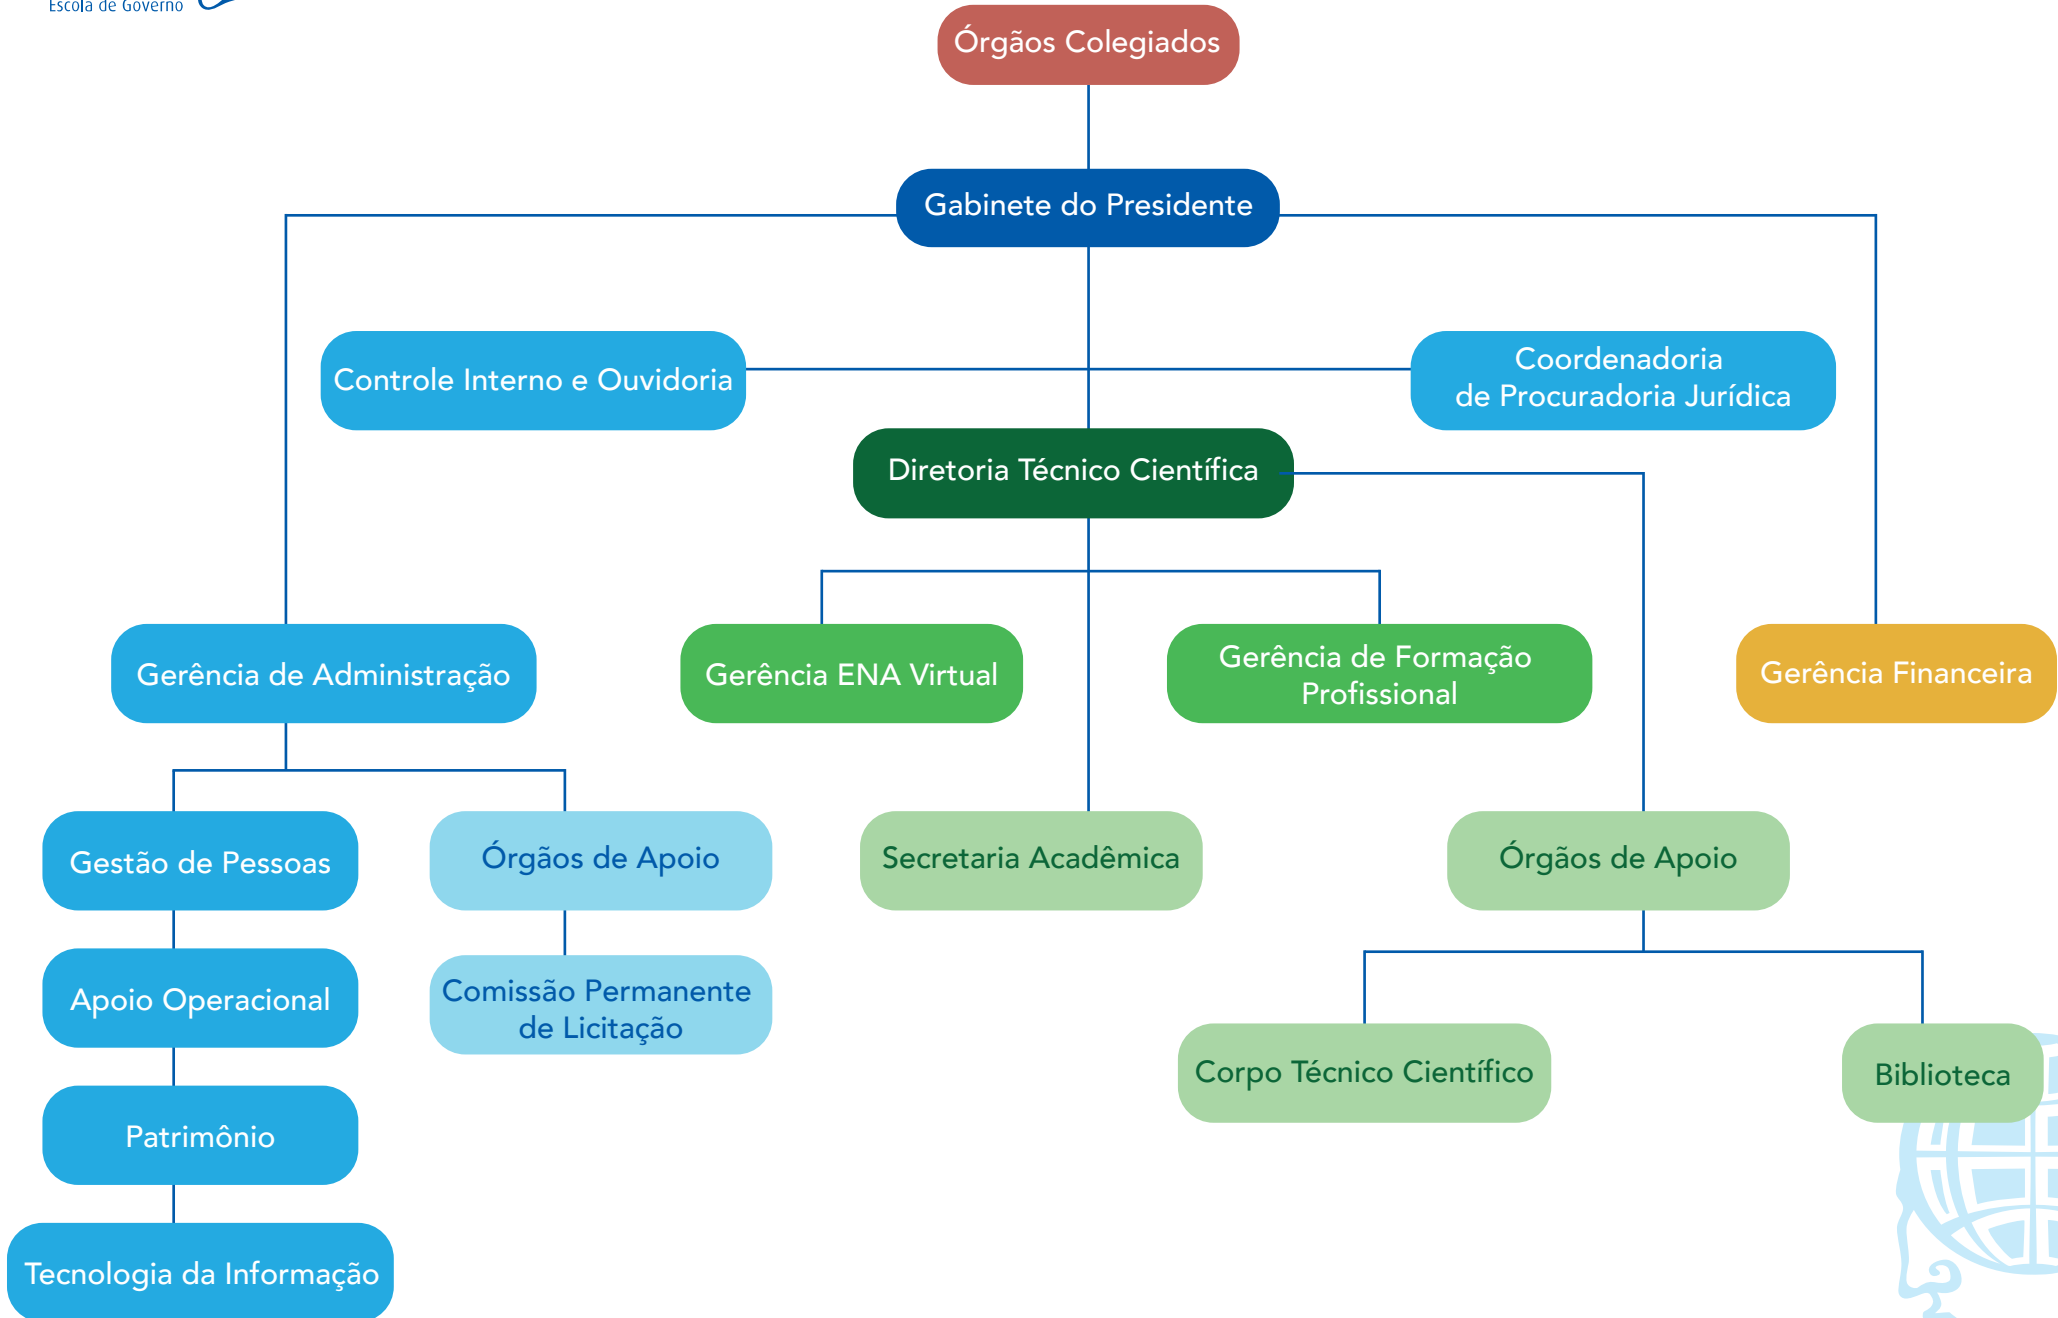 Escola de Governo
Órgãos Colegiados
Gabinete do Presidente
Controle Interno e Ouvidoria
Coordenadoria
de Procuradoria Jurídica
Diretoria Técnico Científica
Gerência de Administração
Gerência ENA Virtual
Gerência de Formação
Profissional
Gerência Financeira
Gestão de Pessoas
Órgãos de Apoio
Secretaria Acadêmica
Órgãos de Apoio
Apoio Operacional
Comissão Permanente
de Licitação
Corpo Técnico Científico
Biblioteca
Patrimônio
Tecnologia da Informação